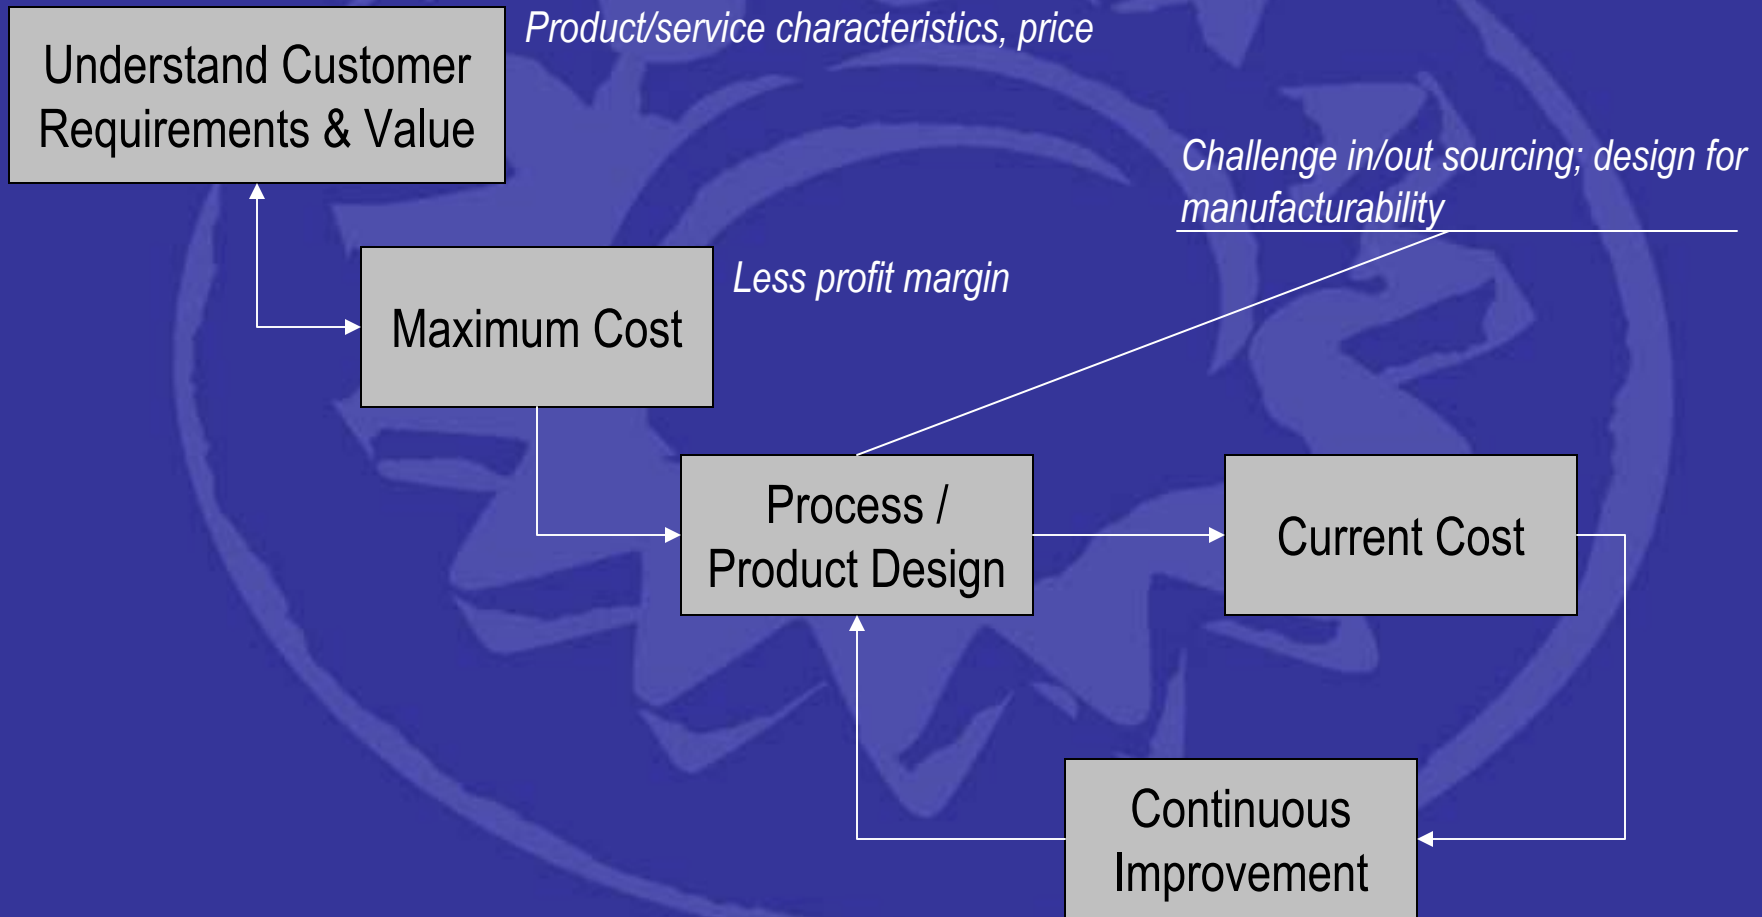 Product/service characteristics, price
Understand Customer
Requirements & Value
Challenge in/out sourcing; design for
manufacturability
Less profit margin
Maximum Cost
Process /
Product Design
Current Cost
Continuous
Improvement